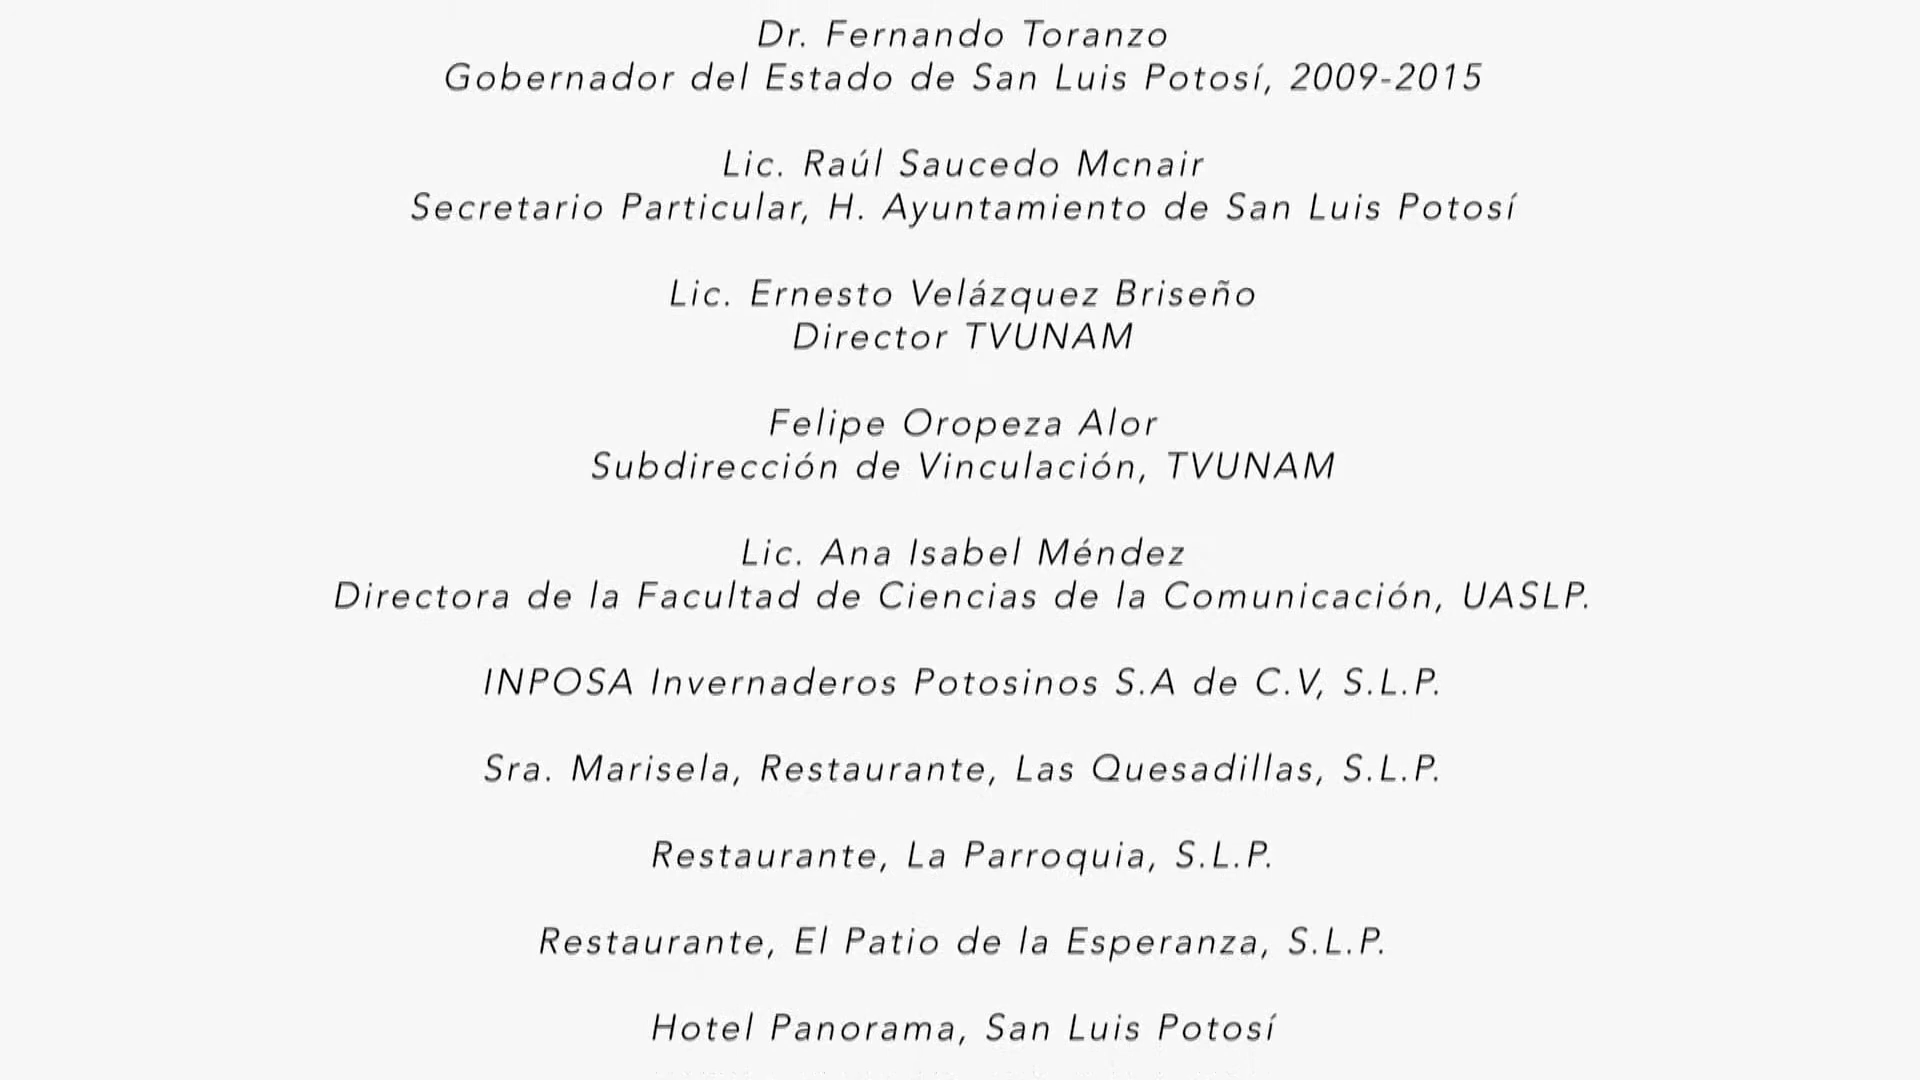 Dr. Fernando Toranzo
Gobernador del Estado de San Luis Potosí, 2009-2015
Lic. Raúl Saucedo Mcnair
Secretario Particular, H. Ayuntamiento de San Luis Potosí
Lic. Ernesto Velázquez Briseño
Director TVUNAM
Felipe Oropeza Alor
Subdirección de Vinculación, TVUNAM
Lic. Ana Isabel Méndez
Directora de la Facultad de Ciencias de la Comunicación, UASLP.
INPOSA Invernaderos Potosinos S.A de C.V, S.L.P.
Sra. Marisela, Restaurante, Las Quesadillas, S.L.P.
Restaurante, La Parroquia, S.L.P.
Restaurante, El Patio de la Esperanza, S.L.P.
Hotel Panorama, San Luis Potosí